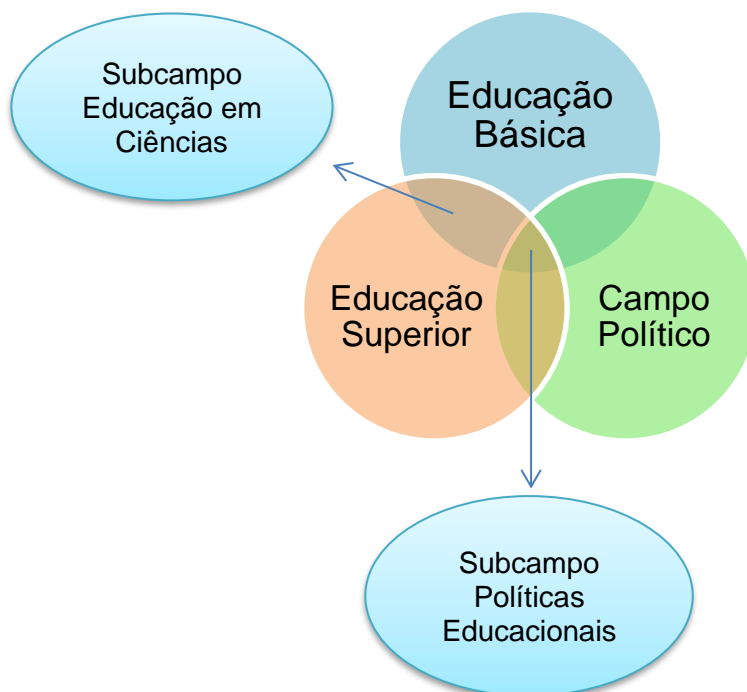 Subcampo
Educação em
Ciências
Educação
Básica
Educação
Superior
Campo
Político
Subcampo
Políticas
Educacionais